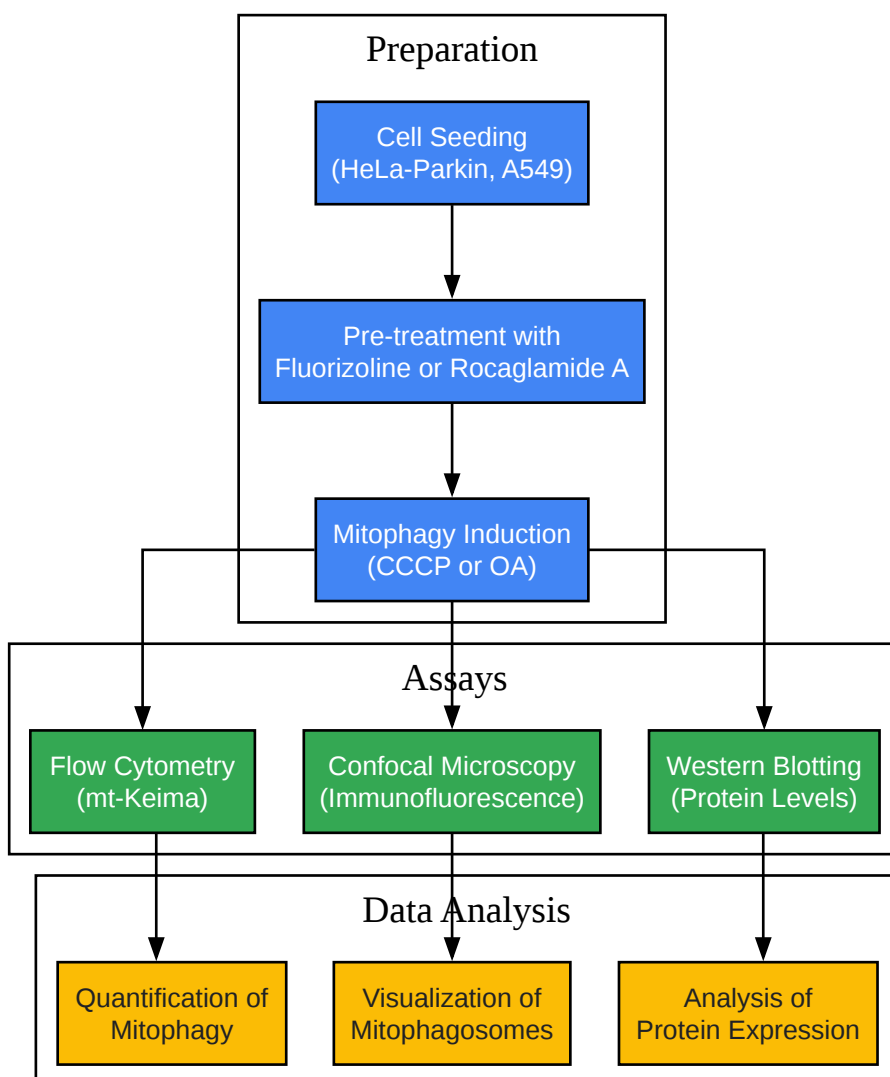 Preparation
Cell Seeding
(HeLa-Parkin, A549)
Pre-treatment with
Fluorizoline or Rocaglamide A
Mitophagy Induction
(CCCP or OA)
Assays
Flow Cytometry
(mt-Keima)
Confocal Microscopy
(Immunofluorescence)
Western Blotting
(Protein Levels)
Data Analysis
Quantification of
Mitophagy
Visualization of
Mitophagosomes
Analysis of
Protein Expression